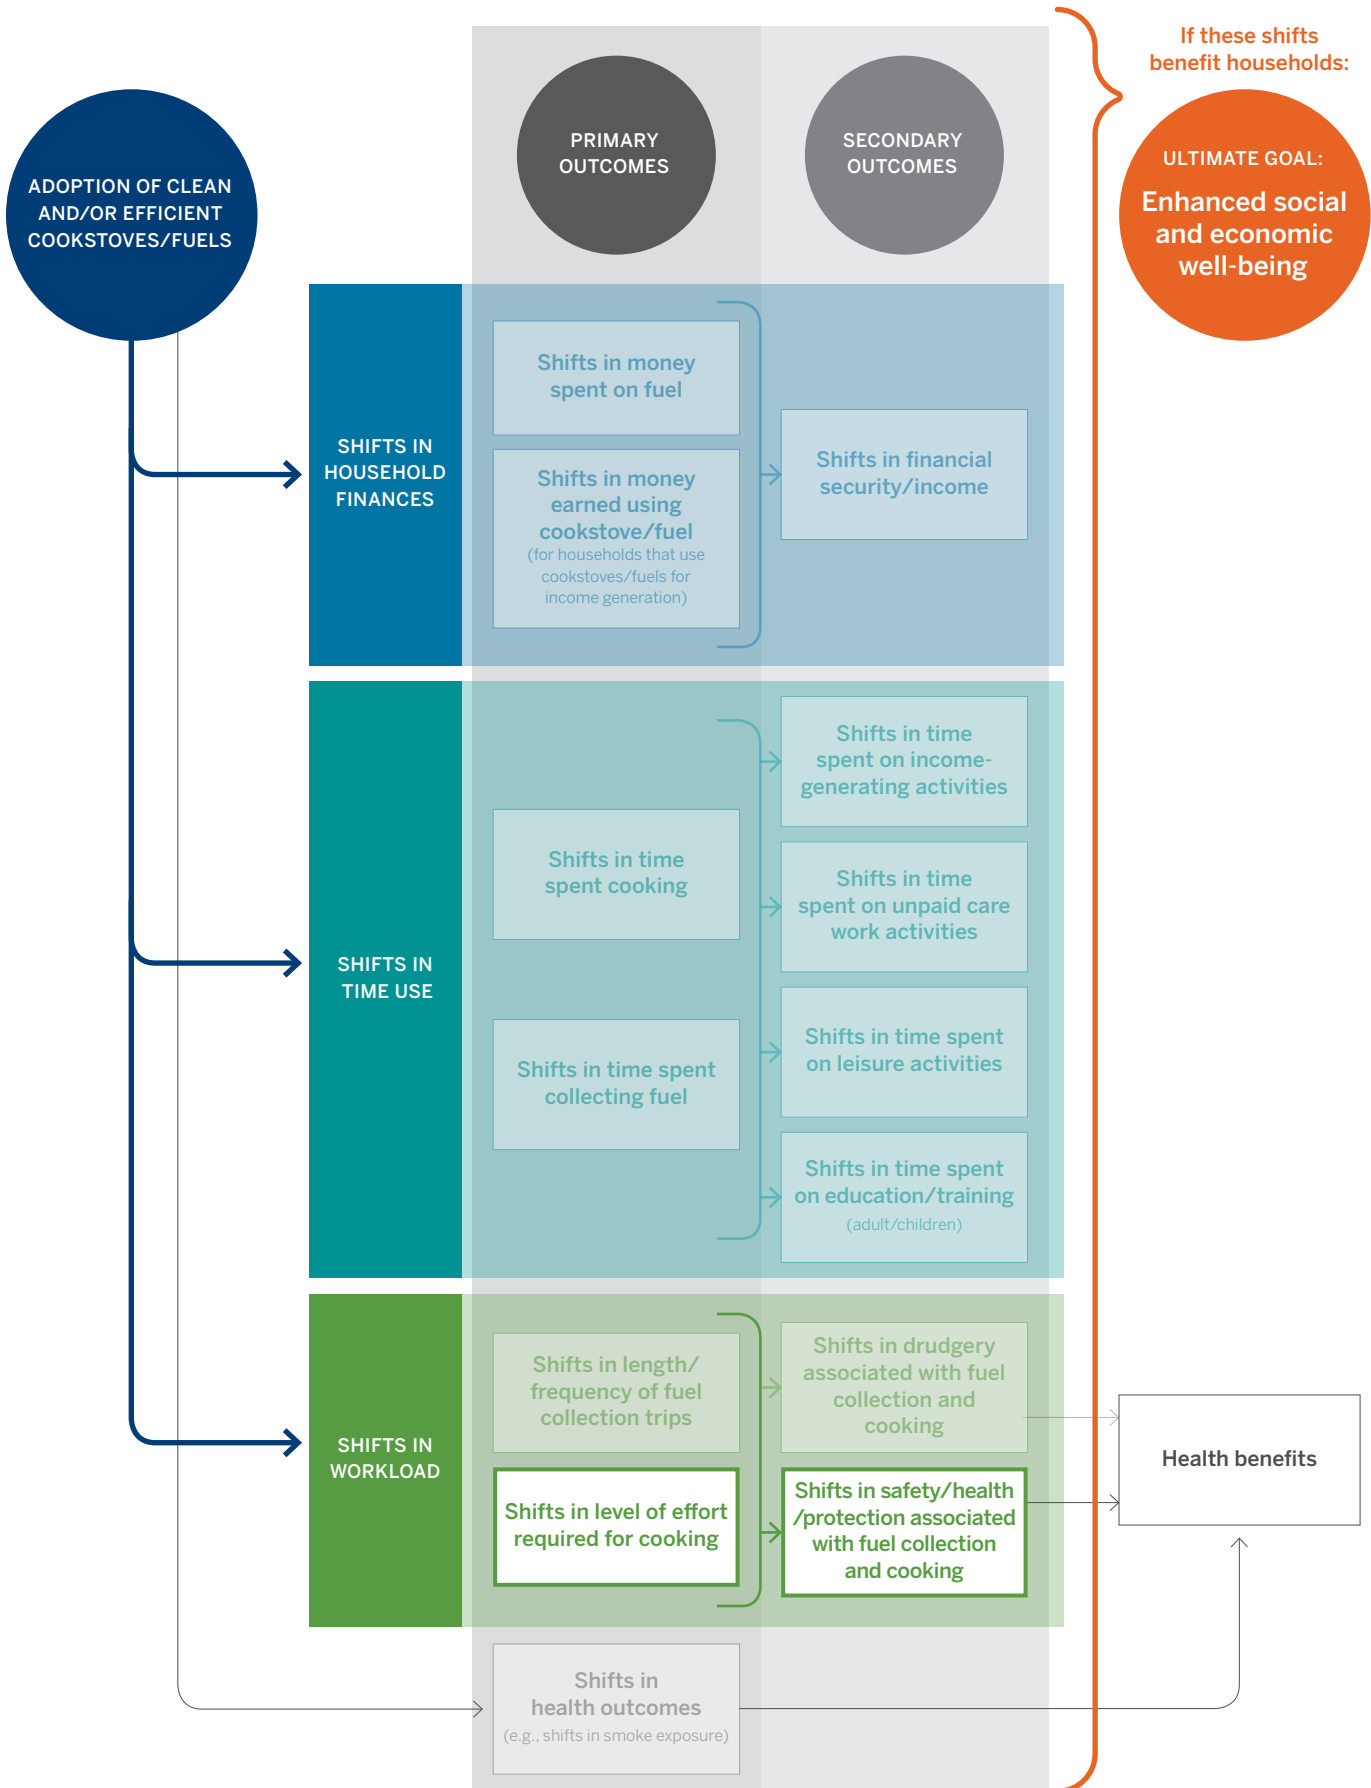 If these shifts
benefit households:
ULTIMATE GOAL:
Enhanced social
and economic
well-being
PRIMARY
OUTCOMES
SECONDARY
OUTCOMES
ADOPTION OF CLEAN
AND/OR EFFICIENT
COOKSTOVES/FUELS
SHIFTS IN
HOUSEHOLD
FINANCES
Shifts in money
spent on fuel
Shifts in money
earned using
cookstove/fuel
(for households that use
cookstoves/fuels for
income generation)
Shifts in financial
security/income
SHIFTS IN
TIME USE
Shifts in time
spent cooking
Shifts in time spent
collecting fuel
Shifts in time
spent on income-
generating activities
Shifts in time
spent on unpaid care
work activities
Shifts in time spent
on leisure activities
Shifts in time spent
on education/training
(adult/children)
SHIFTS IN
WORKLOAD
Shifts in length/
frequency of fuel
collection trips
Shifts in level of effort
required for cooking
Shifts in drudgery
associated with fuel
collection and
cooking
Shifts in safety/health
/protection associated
with fuel collection
and cooking
Health benefits
Shifts in
health outcomes
(e.g., shifts in smoke exposure)